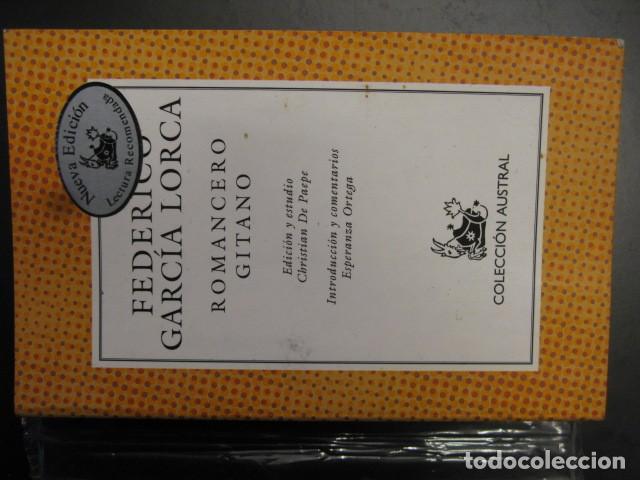 Nueva Edición
Lectura Recomendada
FEDERICO
GARCÍA LORCA
ROMANCERO
GITANO
Edición y estudio
Christian De Paepe
Introducción y comentarios
Esperanza Ortega
COLECCIÓN AUSTRAL
todocoleccion.net